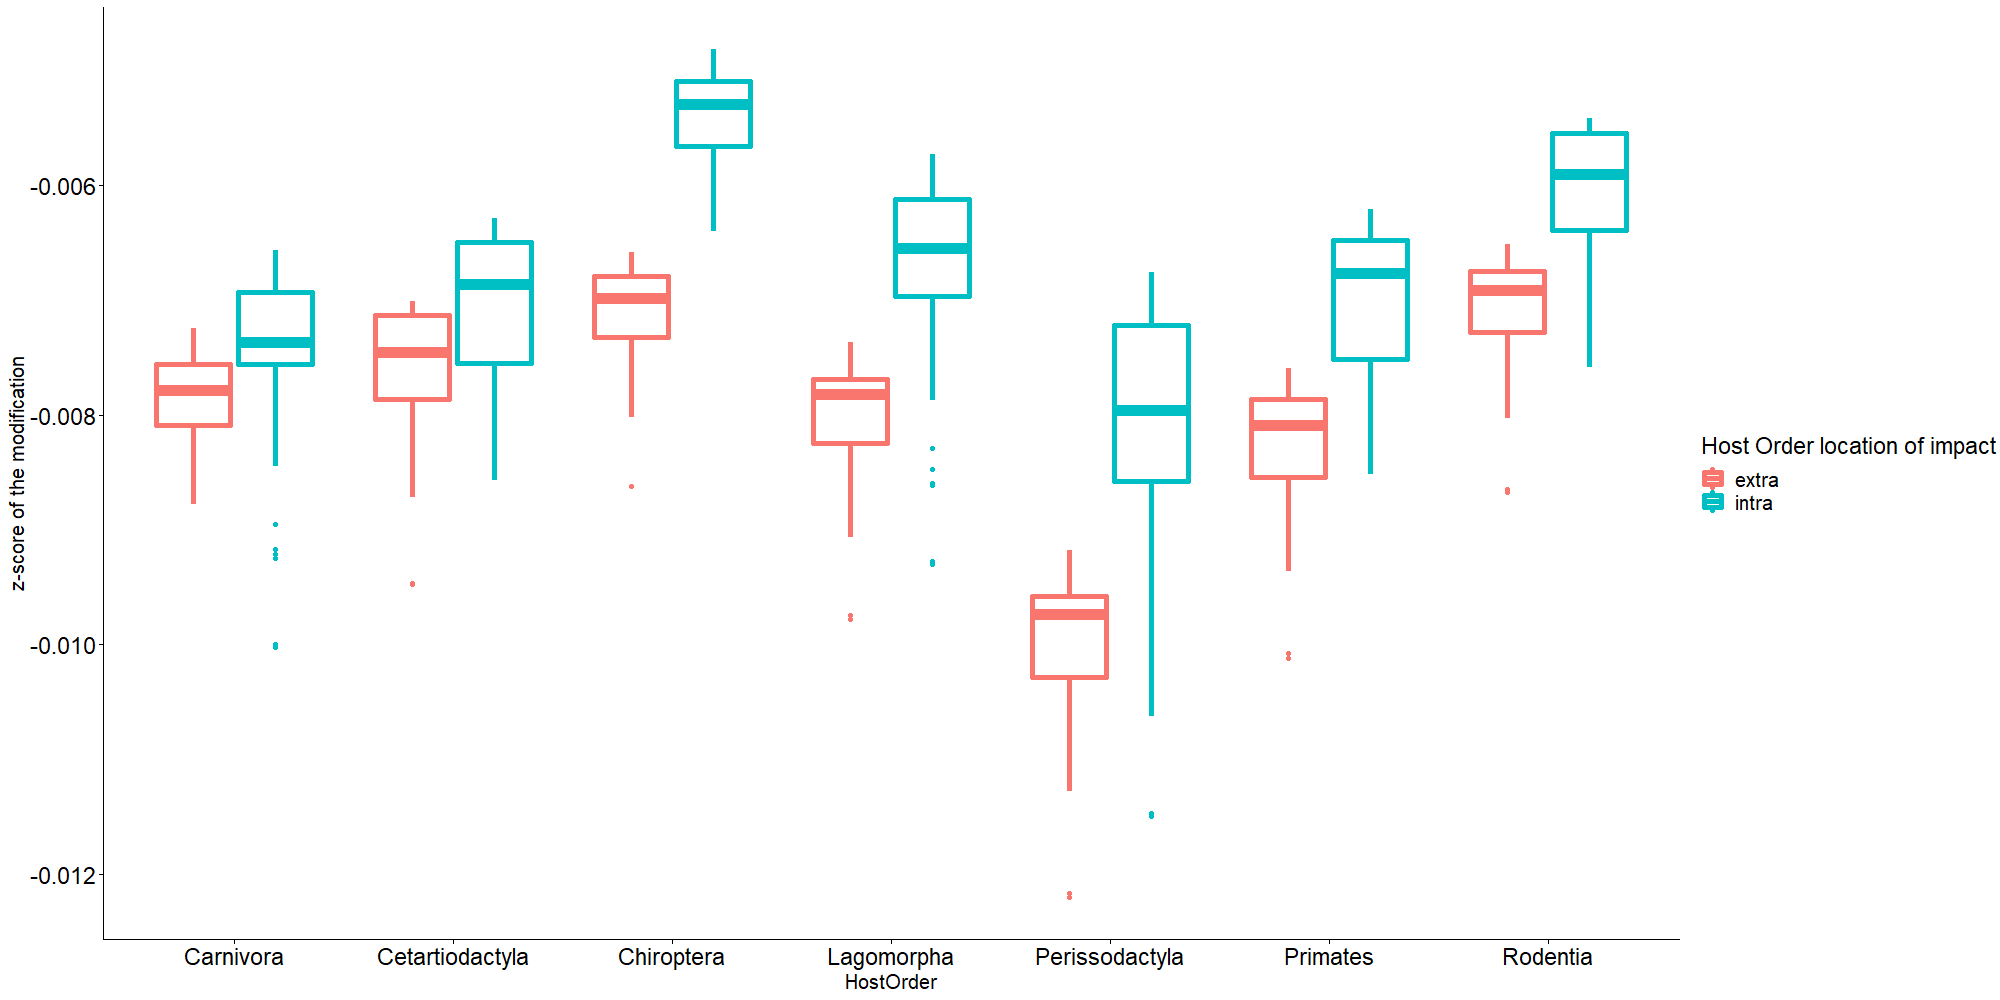 z-score of the modification
-0.006
-0.008
-0.010
-0.012
Carnivora
Cetartiodactyla
Chiroptera
Lagomorpha
Perissodactyla
Primates
Rodentia
HostOrder
Host Order location of impact
extra
intra